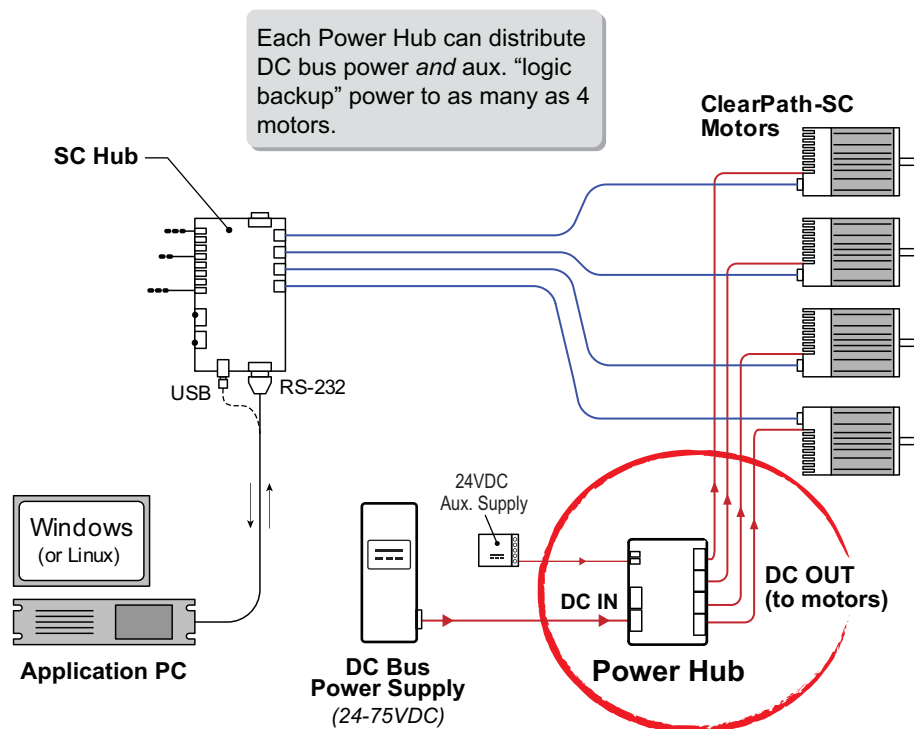 Each Power Hub can distribute
DC bus power and aux. “logic
backup” power to as many as 4
motors.
ClearPath-SC
Motors
SC Hub
USB
RS-232
Windows
(or Linux)
Application PC
24VDC
Aux. Supply
DC IN
DC OUT
(to motors)
Power Hub
DC Bus
Power Supply
(24-75VDC)